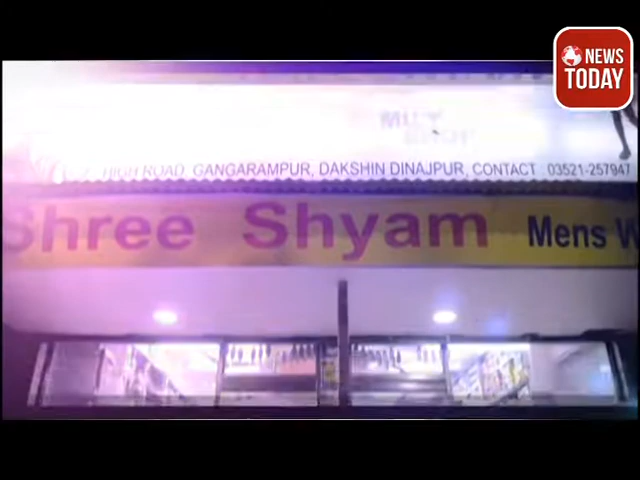 NEWS
TODAY
HIGH ROAD, GANGARAMPUR, DAKSHIN DINAJPUR, CONTACT : 03521-257947
Shree Shyam Mens